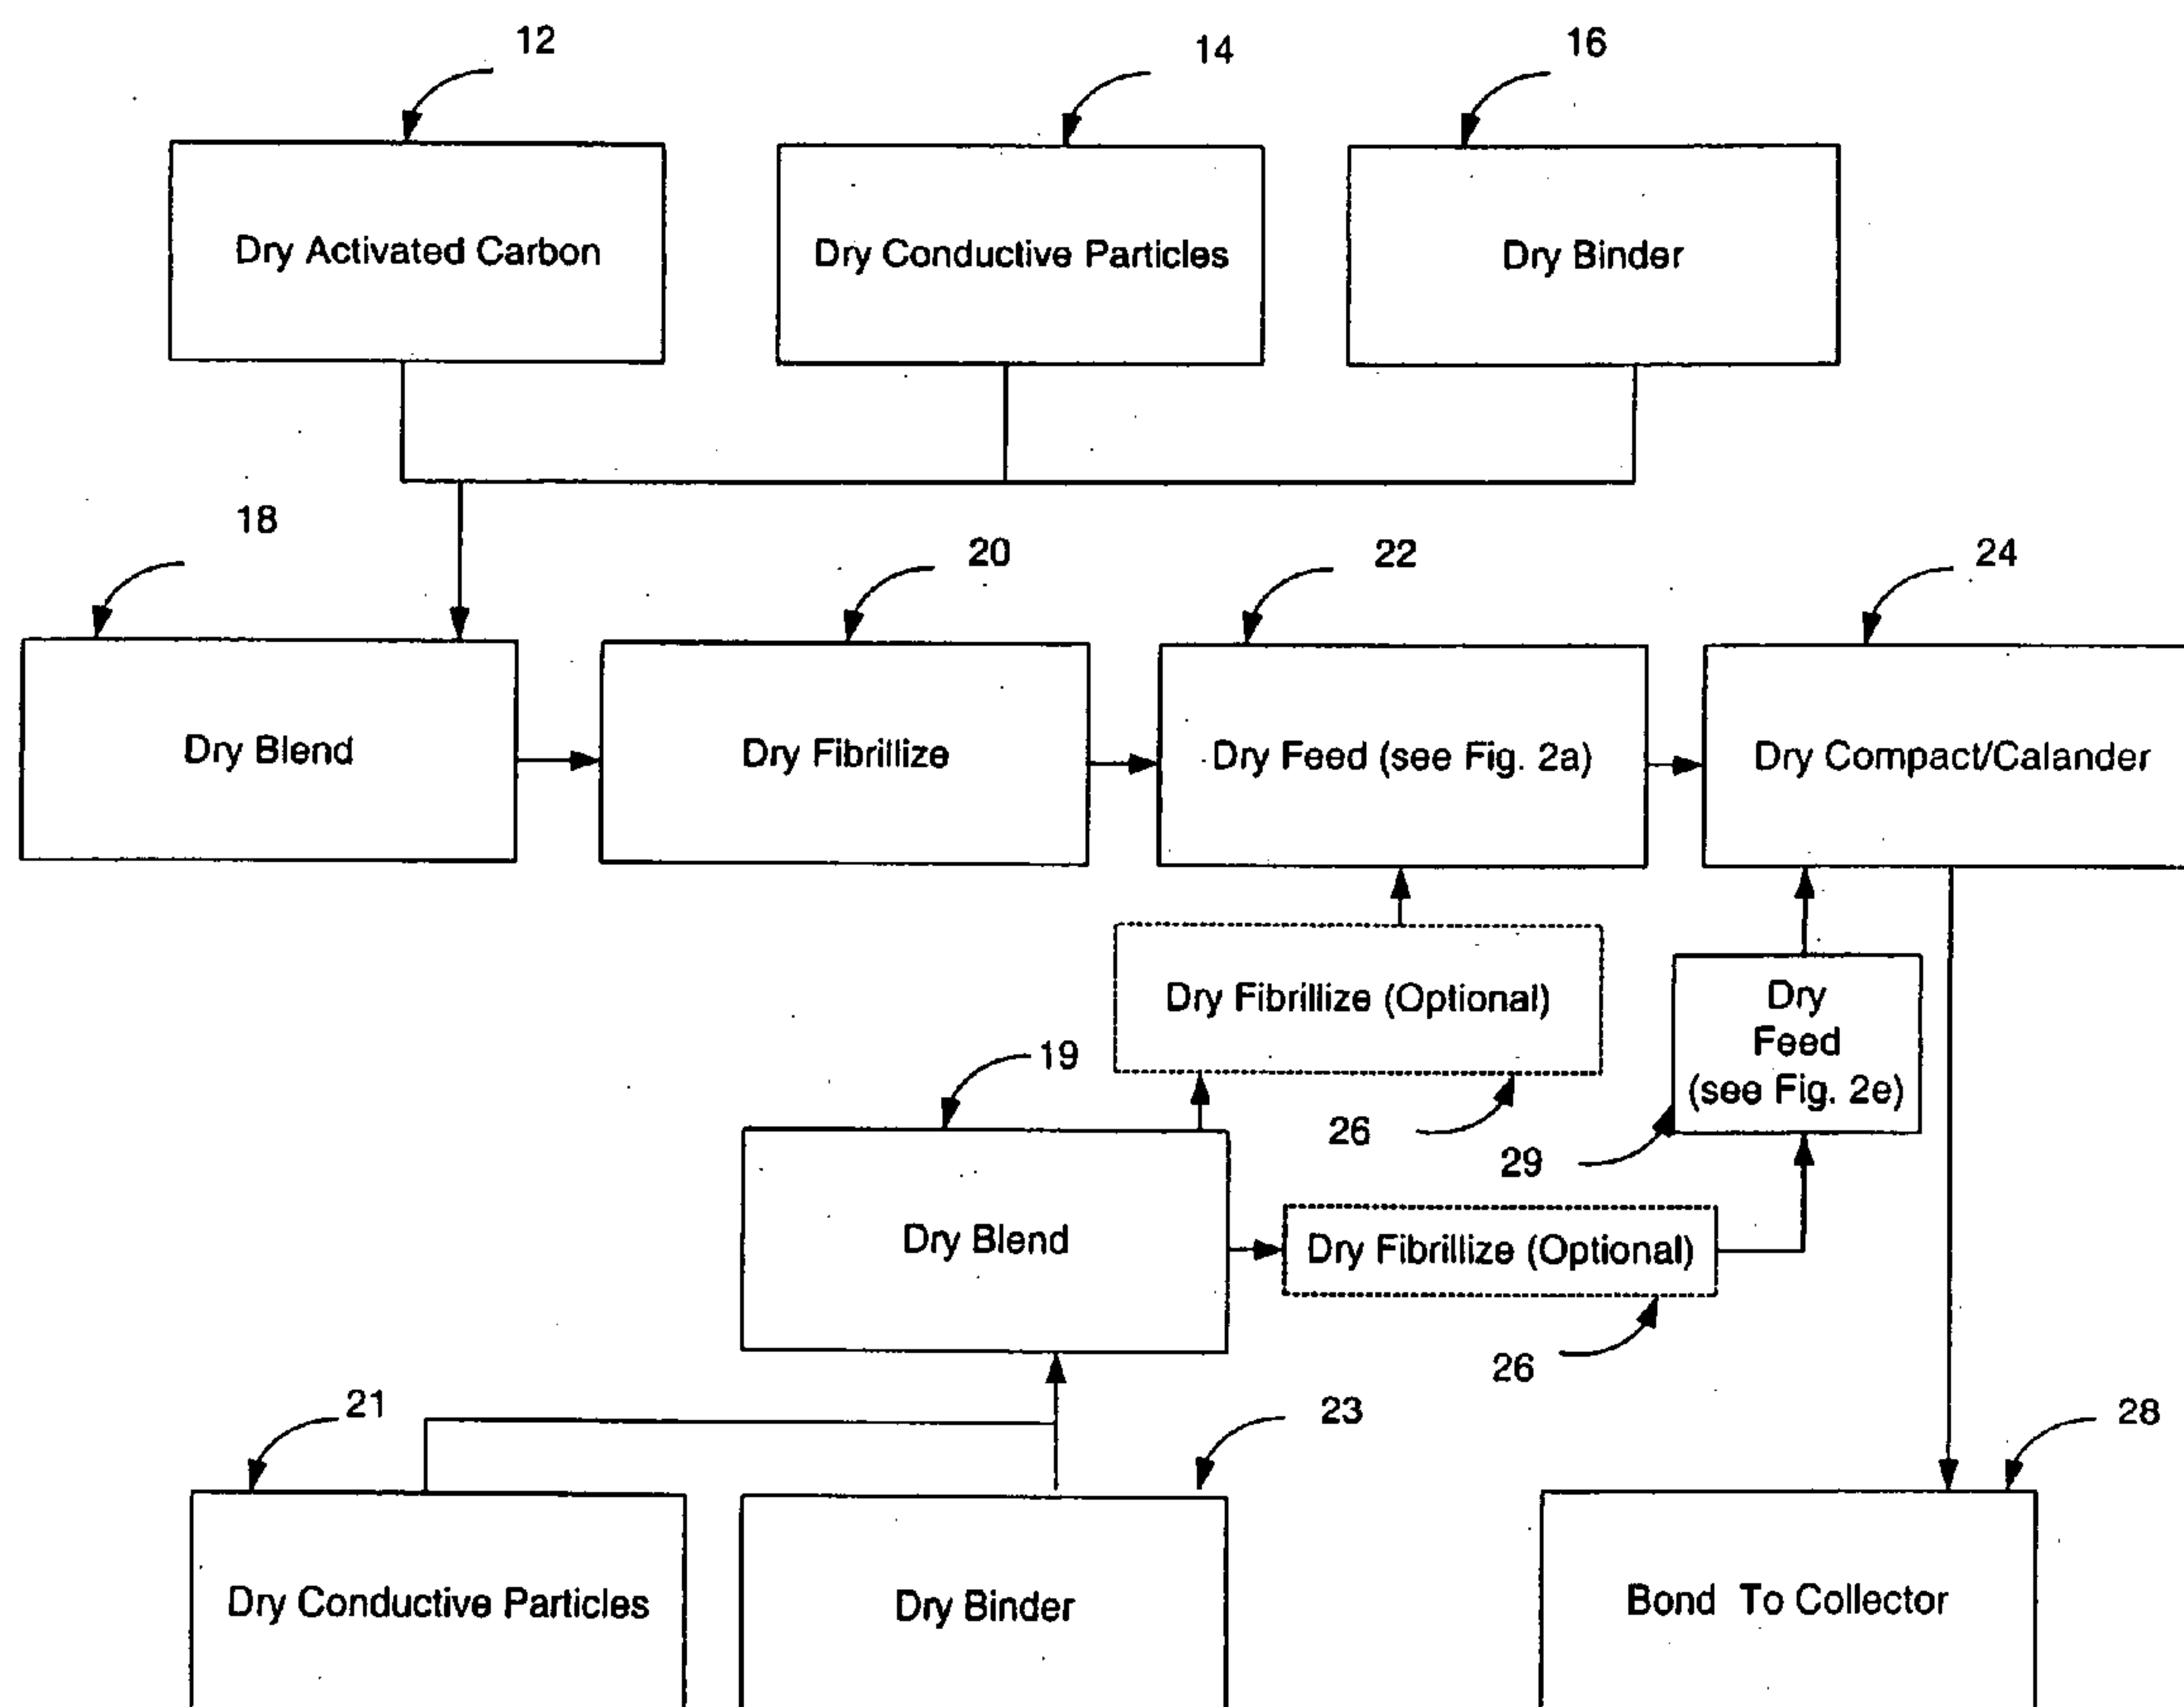 12
14
16
Dry Activated Carbon
Dry Conductive Particles
Dry Binder
18
20
22
24
Dry Blend
Dry Fibrillize
Dry Feed (see Fig. 2a)
Dry Compact/Calander
Dry Fibrillize (Optional)
Dry
Feed
(see Fig. 2e)
19
26
29
Dry Blend
Dry Fibrillize (Optional)
26
21
23
28
Dry Conductive Particles
Dry Binder
Bond To Collector